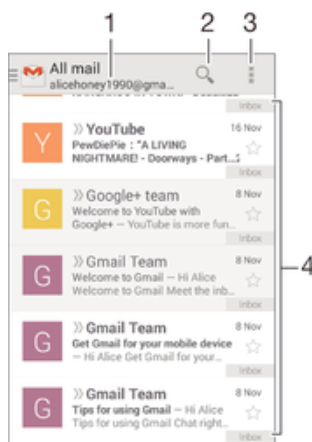 1
2
3
All mail
alicehoney1990@gma...
Inbox
Y
YouTube
16 Nov
PewDiePie : "A LIVING
NIGHTMARE! - Doorways - Part...
Inbox
G
Google+ team
8 Nov
Welcome to YouTube with
Google+ — YouTube is more fun...
Inbox
G
Gmail Team
8 Nov
Welcome to Gmail — Hi Alice
Welcome to Gmail Meet the inb...
Inbox
4
G
Gmail Team
8 Nov
Get Gmail for your mobile device
— Hi Alice Get Gmail for your...
Inbox
G
Gmail Team
8 Nov
Tips for using Gmail — Hi Alice
Tips for using Gmail Chat right...
Inbox